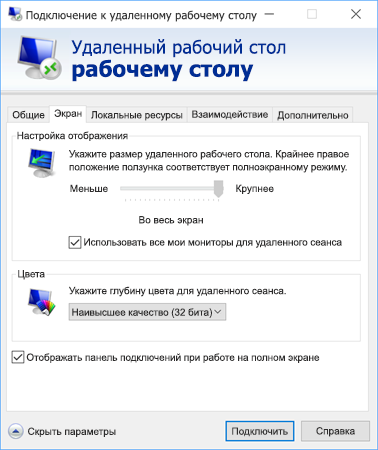 Подключение к удаленному рабочему столу
Удаленный рабочий стол
рабочему столу
Общие Экран Локальные ресурсы Взаимодействие Дополнительно
Настройка отображения
Укажите размер удаленного рабочего стола. Крайнее правое
положение ползунка соответствует полноэкранному режиму.
Меньше Крупнее
Во весь экран
Использовать все мои мониторы для удаленного сеанса
Цвета
Укажите глубину цвета для удаленного сеанса.
Наивысшее качество (32 бита)
Отображать панель подключений при работе на полном экране
Скрыть параметры Подключить Справка